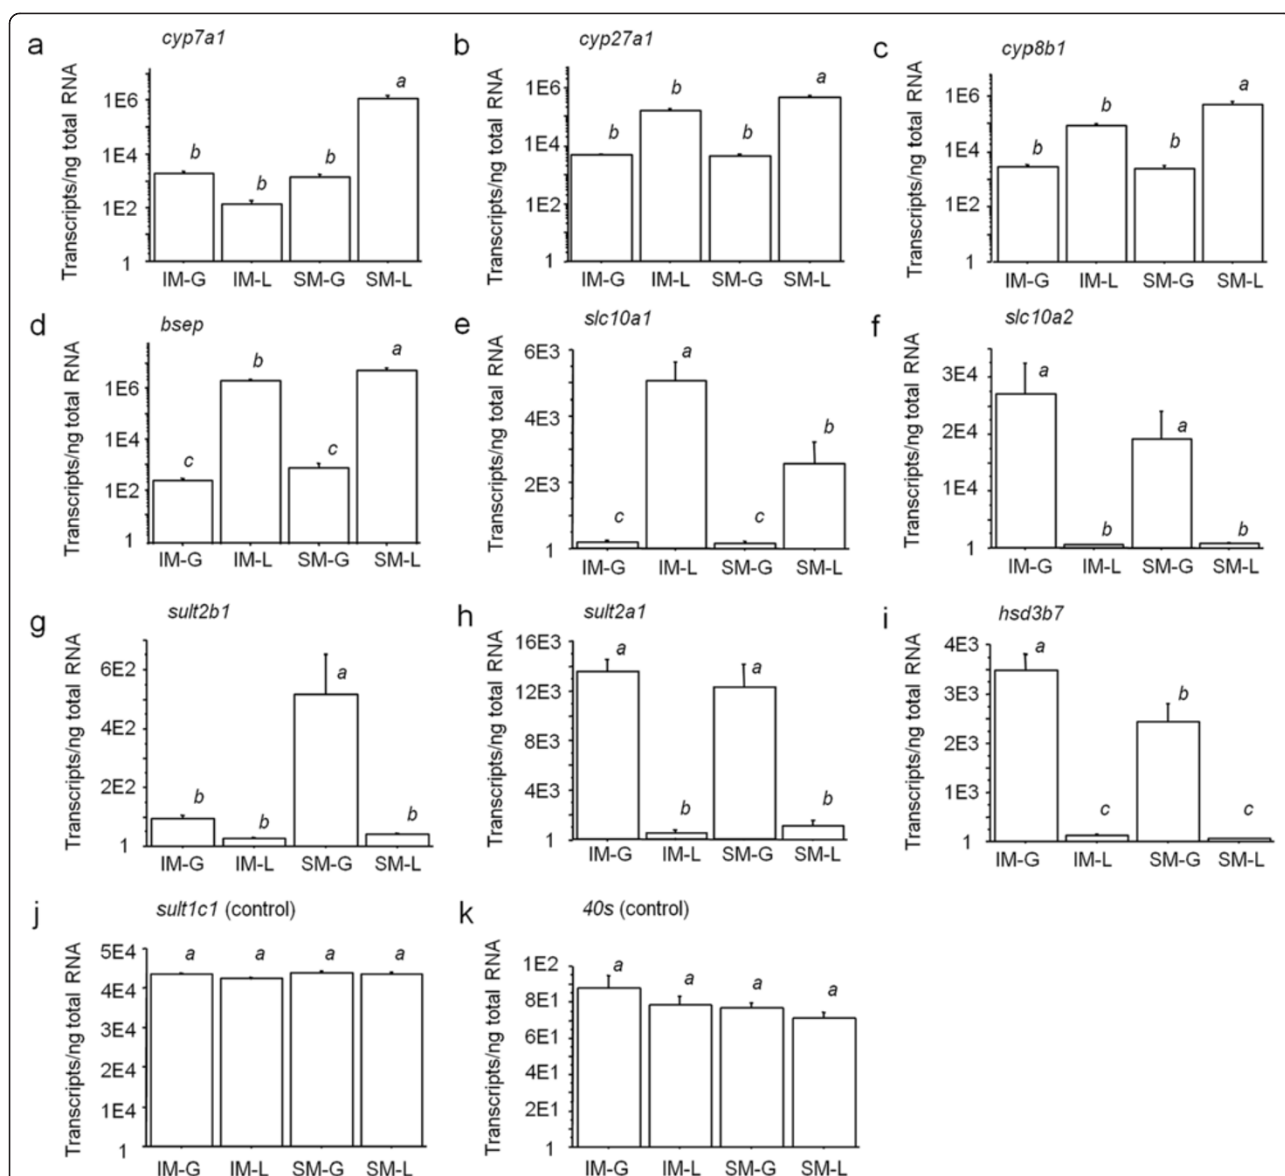 a cyp7a1
Transcripts/ng total RNA
1E6
1E4
1E2
1
b b b a
IM-G IM-L SM-G SM-L
b cyp27a1
Transcripts/ng total RNA
1E6
1E4
1E2
1
b b b a
IM-G IM-L SM-G SM-L
c cyp8b1
Transcripts/ng total RNA
1E6
1E4
1E2
1
b b b a
IM-G IM-L SM-G SM-L
d bsep
Transcripts/ng total RNA
1E6
1E4
1E2
1
c b c a
IM-G IM-L SM-G SM-L
e slc10a1
Transcripts/ng total RNA
6E3
4E3
2E3
1
c a c b
IM-G IM-L SM-G SM-L
f slc10a2
Transcripts/ng total RNA
3E4
2E4
1E4
1
a b a b
IM-G IM-L SM-G SM-L
g sult2b1
Transcripts/ng total RNA
6E2
4E2
2E2
1
b b a b
IM-G IM-L SM-G SM-L
h sult2a1
Transcripts/ng total RNA
16E3
12E3
8E3
4E3
1
a b a b
IM-G IM-L SM-G SM-L
i hsd3b7
Transcripts/ng total RNA
4E3
3E3
2E3
1E3
1
a c b c
IM-G IM-L SM-G SM-L
j sult1c1 (control)
Transcripts/ng total RNA
5E4
4E4
3E4
2E4
1E4
1
a a a a
IM-G IM-L SM-G SM-L
k 40s (control)
Transcripts/ng total RNA
1E2
8E1
6E1
4E1
2E1
1
a a a a
IM-G IM-L SM-G SM-L